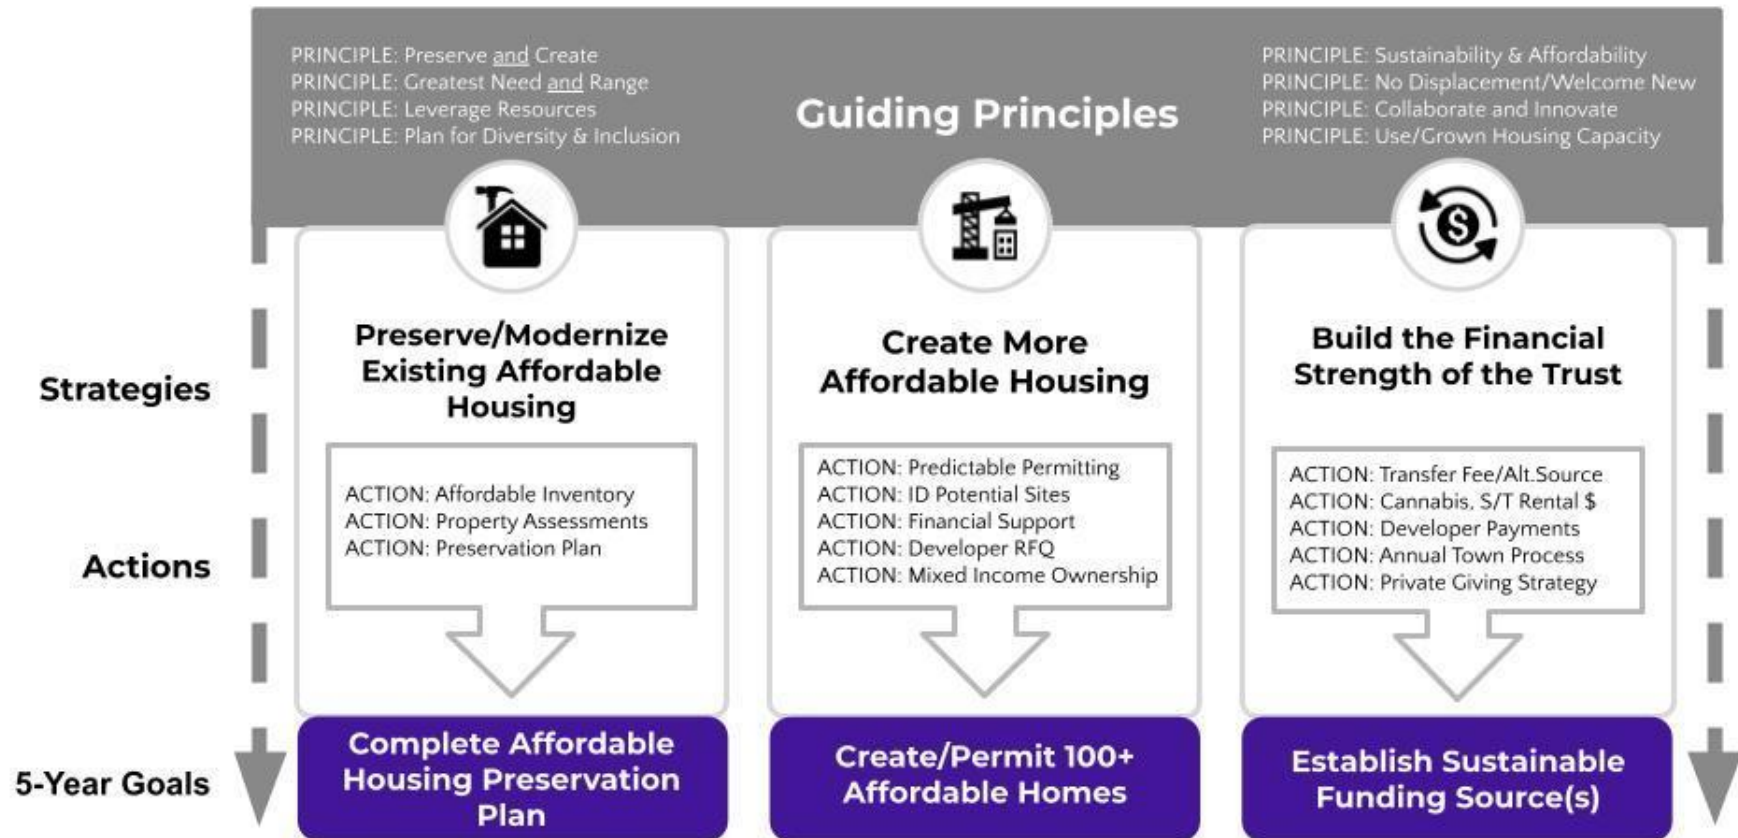 PRINCIPLE: Preserve and Create
PRINCIPLE: Greatest Need and Range
PRINCIPLE: Leverage Resources
PRINCIPLE: Plan for Diversity & Inclusion
Guiding Principles
PRINCIPLE: Sustainability & Affordability
PRINCIPLE: No Displacement/Welcome New
PRINCIPLE: Collaborate and Innovate
PRINCIPLE: Use/Grown Housing Capacity
Strategies
Preserve/Modernize
Existing Affordable
Housing
Create More
Affordable Housing
Build the Financial
Strength of the Trust
Actions
ACTION: Affordable Inventory
ACTION: Property Assessments
ACTION: Preservation Plan
ACTION: Predictable Permitting
ACTION: ID Potential Sites
ACTION: Financial Support
ACTION: Developer RFQ
ACTION: Mixed Income Ownership
ACTION: Transfer Fee/Alt.Source
ACTION: Cannabis, S/T Rental $
ACTION: Developer Payments
ACTION: Annual Town Process
ACTION: Private Giving Strategy
5-Year Goals
Complete Affordable
Housing Preservation
Plan
Create/Permit 100+
Affordable Homes
Establish Sustainable
Funding Source(s)